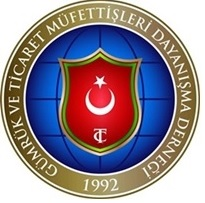 GÜMRÜK VE TİCARET MÜFETTİŞLERİ DAYANIŞMA DERNEĞİ
TC
1992